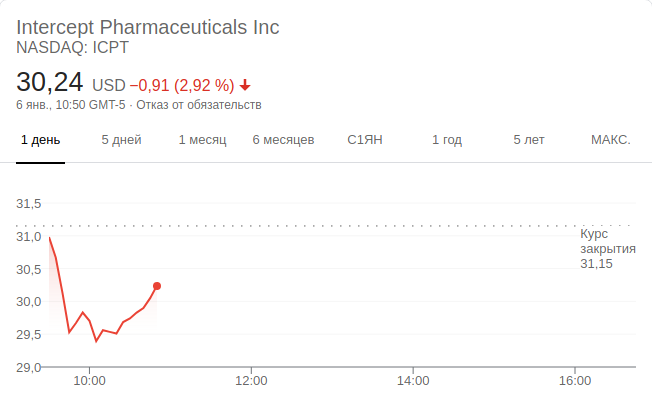 Intercept Pharmaceuticals Inc
NASDAQ: ICPT
30,24 USD −0,91 (2,92 %)
6 янв., 10:50 GMT-5 · Отказ от обязательств
1 день 5 дней 1 месяц 6 месяцев С1ЯН 1 год 5 лет МАКС.
31,5
31,0
30,5
30,0
29,5
29,0
Курс
закрытия
31,15
10:00 12:00 14:00 16:00